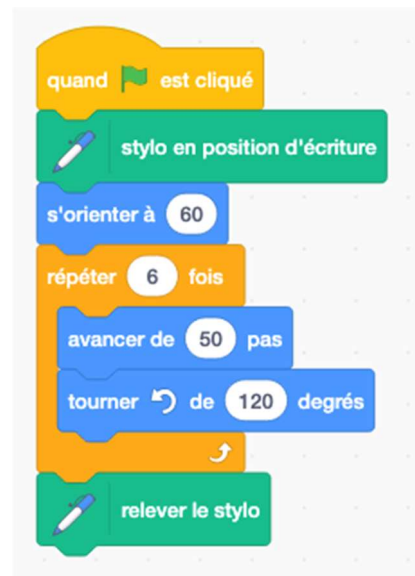 quand est cliqué
stylo en position d'écriture
s'orienter à 60
répéter 6 fois
avancer de 50 pas
tourner de 120 degrés
relever le stylo